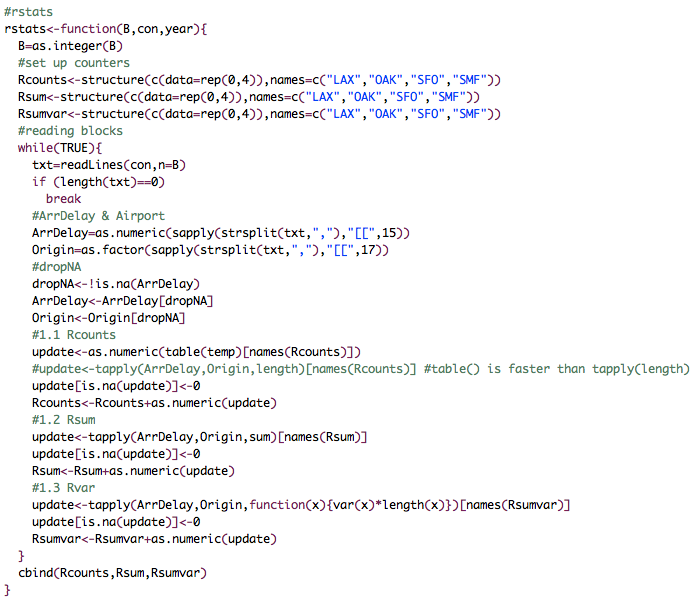 #rstats
rstats<-function(B,con,year){
  B=as.integer(B)
  #set up counters
  Rcounts<-structure(c(data=rep(0,4)),names=c("LAX","OAK","SFO","SMF"))
  Rsum<-structure(c(data=rep(0,4)),names=c("LAX","OAK","SFO","SMF"))
  Rsumvar<-structure(c(data=rep(0,4)),names=c("LAX","OAK","SFO","SMF"))
  #reading blocks
  while(TRUE){
    txt=readLines(con,n=B)
    if (length(txt)==0)
      break
    #ArrDelay & Airport
    ArrDelay=as.numeric(sapply(strsplit(txt,","),"[[",15))
    Origin=as.factor(sapply(strsplit(txt,","),"[[",17))
    #dropNA
    dropNA<-!is.na(ArrDelay)
    ArrDelay<-ArrDelay[dropNA]
    Origin<-Origin[dropNA]
    #1.1 Rcounts
    update<-as.numeric(table(temp)[names(Rcounts)])
    #update<-tapply(ArrDelay,Origin,length)[names(Rcounts)] #table() is faster than tapply(length)
    update[is.na(update)]<-0
    Rcounts<-Rcounts+as.numeric(update)
    #1.2 Rsum
    update<-tapply(ArrDelay,Origin,sum)[names(Rsum)]
    update[is.na(update)]<-0
    Rsum<-Rsum+as.numeric(update)
    #1.3 Rvar
    update<-tapply(ArrDelay,Origin,function(x){var(x)*length(x)})[names(Rsumvar)]
    update[is.na(update)]<-0
    Rsumvar<-Rsumvar+as.numeric(update)
  }
  cbind(Rcounts,Rsum,Rsumvar)
}